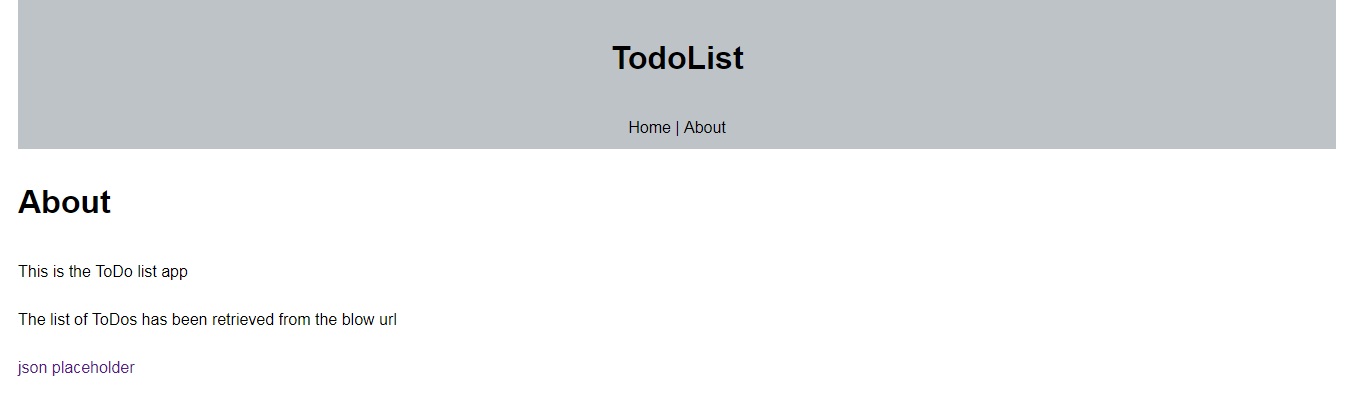 TodoList
Home | About
About
This is the ToDo list app
The list of ToDos has been retrieved from the blow url
json placeholder